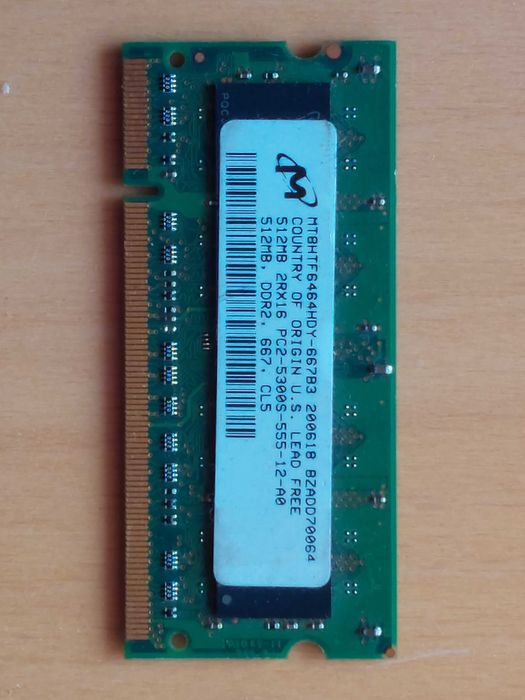 MT8HTF6464HDY-667B3 200618 BZADD70064
COUNTRY OF ORIGIN U.S. LEAD FREE
512MB 2RX16 PC2-5300S-555-12-A0
512MB, DDR2, 667, CL5